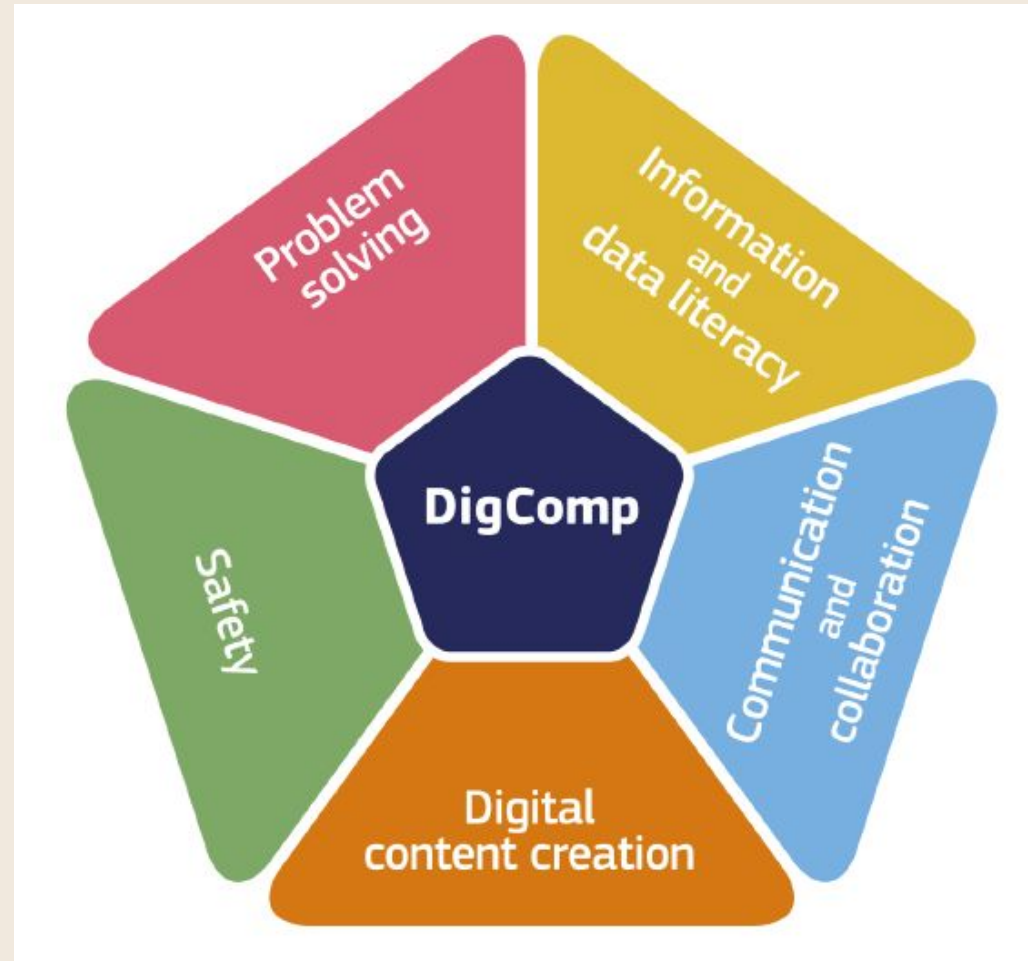 Problem
solving
Information
and
data literacy
DigComp
Safety
Communication
and
collaboration
Digital
content creation